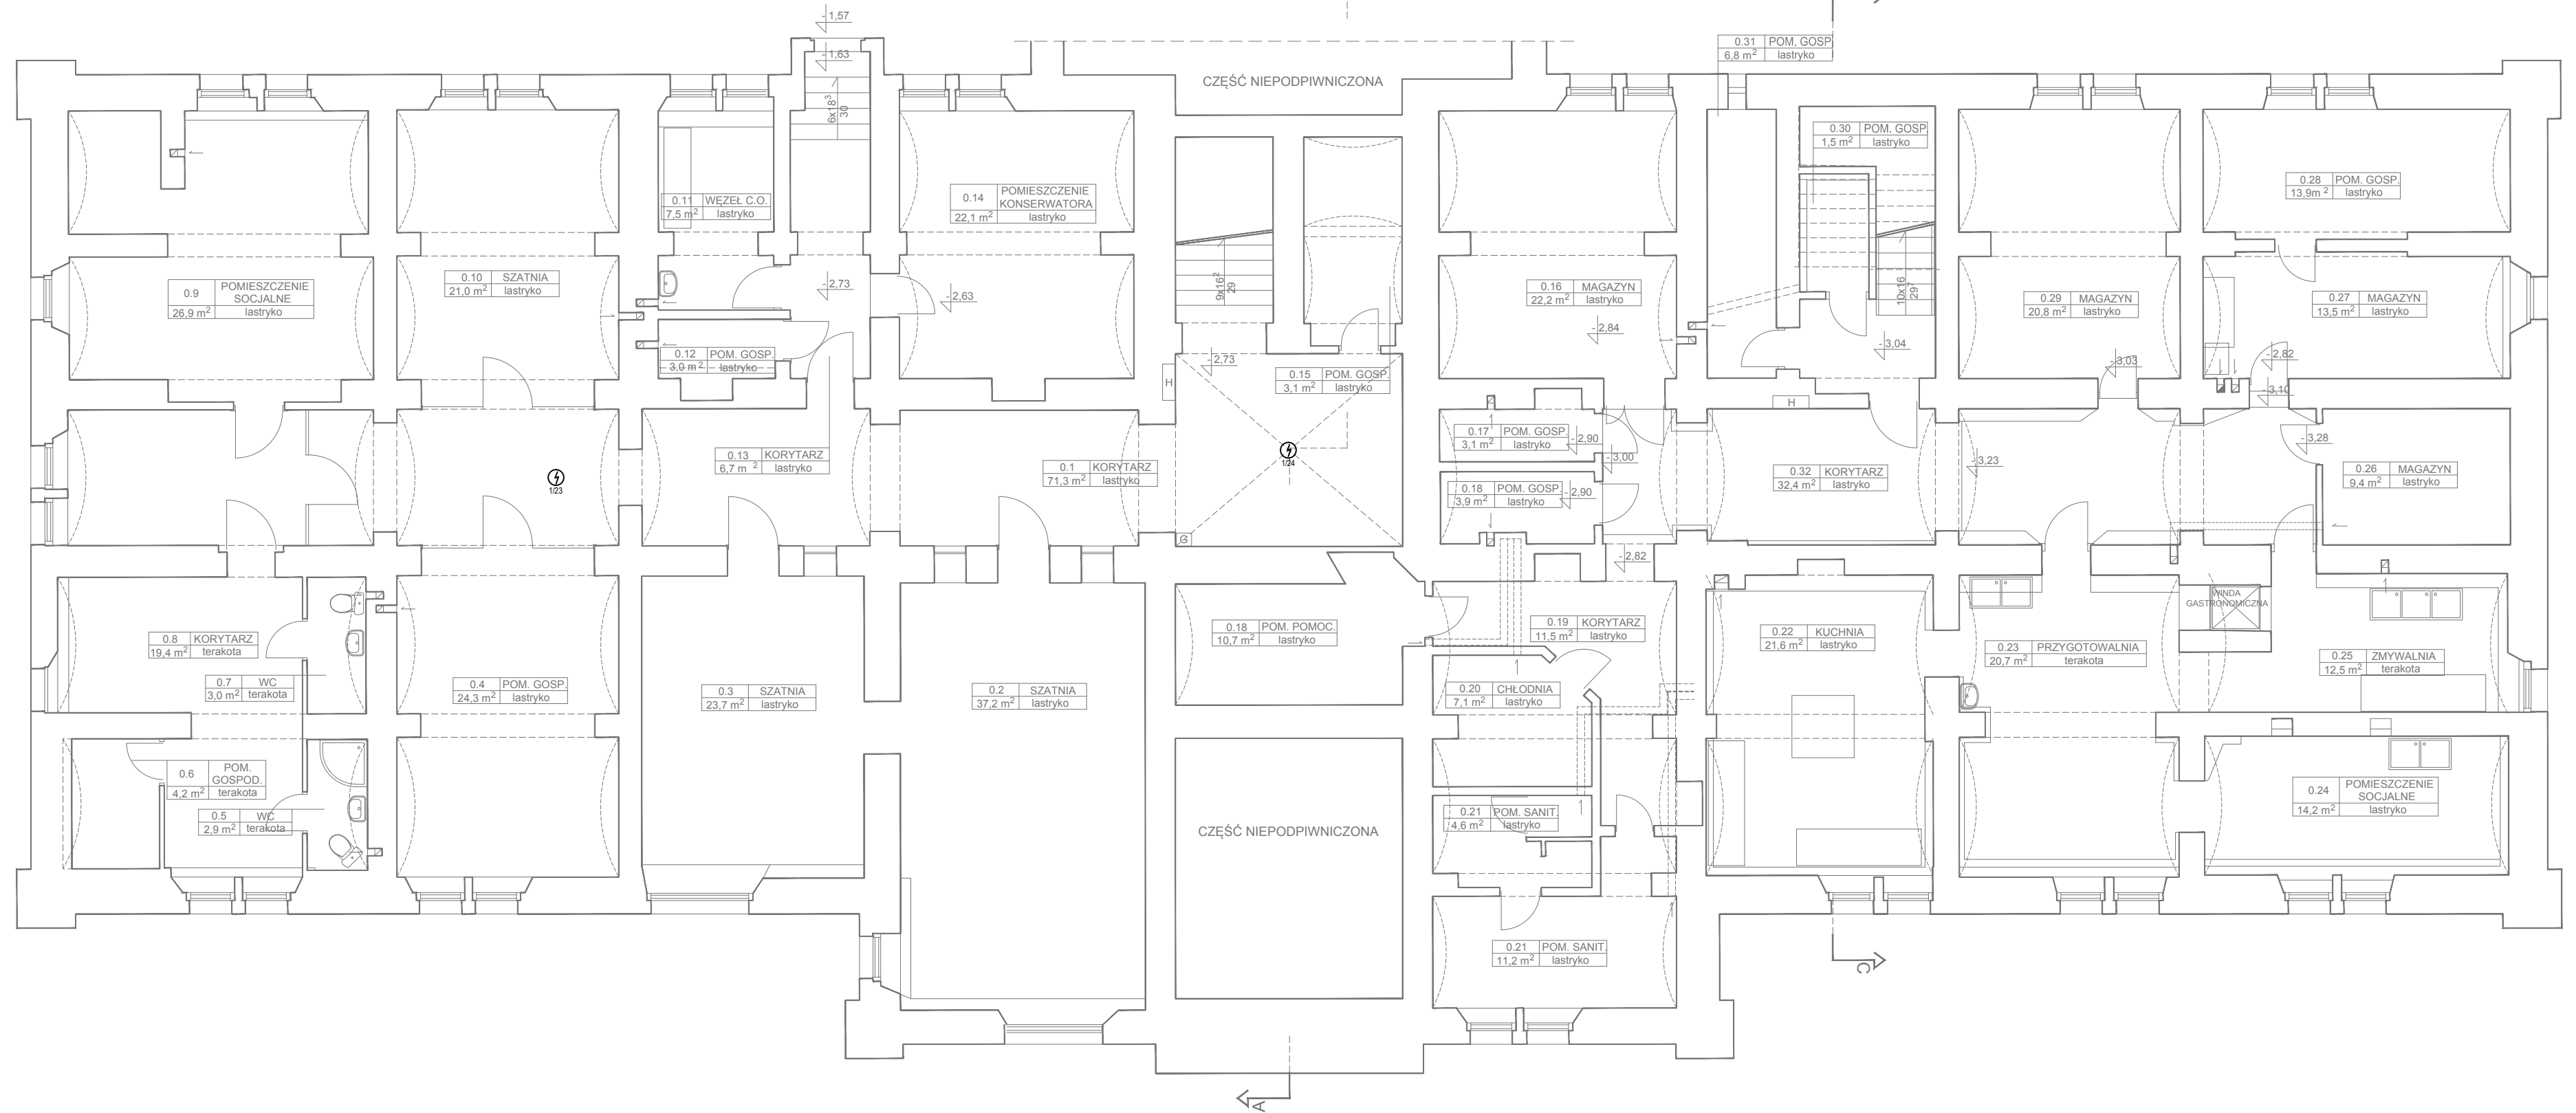 - 1,57
- 1,63
6x 18³
30
CZĘŚĆ NIEPODPIWNICZONA
0.31 POM. GOSP.
6,8 m² lastryko
0.30 POM. GOSP.
1,5 m² lastryko
0.11 WĘZEŁ C.O.
7,5 m² lastryko
0.14 POMIESZCZENIE
KONSERWATORA
22,1 m² lastryko
0.28 POM. GOSP.
13,9m² lastryko
0.9 POMIESZCZENIE
SOCJALNE
26,9 m² lastryko
0.10 SZATNIA
21,0 m² lastryko
- 2,73
- 2,63
9x16²
29
0.16 MAGAZYN
22,2 m² lastryko
- 2,84
10x16
29⁷
- 3,04
0.29 MAGAZYN
20,8 m² lastryko
0.27 MAGAZYN
13,5 m² lastryko
0.12 POM. GOSP.
3,0 m² lastryko
- 2,73
H
0.15 POM. GOSP.
3,1 m² lastryko
- 3,03
- 2,82
- 3,10
H
0.13 KORYTARZ
6,7 m² lastryko
0.1 KORYTARZ
71,3 m² lastryko
1/23
1/24
G
0.17 POM. GOSP.
3,1 m² lastryko
- 2,90
- 3,00
0.18 POM. GOSP.
3,9 m² lastryko
- 2,90
0.32 KORYTARZ
32,4 m² lastryko
- 3,23
- 3,28
0.26 MAGAZYN
9,4 m² lastryko
- 2,82
0.8 KORYTARZ
19,4 m² terakota
0.7 WC
3,0 m² terakota
0.4 POM. GOSP.
24,3 m² lastryko
0.3 SZATNIA
23,7 m² lastryko
0.2 SZATNIA
37,2 m² lastryko
0.18 POM. POMOC.
10,7 m² lastryko
0.19 KORYTARZ
11,5 m² lastryko
0.22 KUCHNIA
21,6 m² lastryko
0.23 PRZYGOTOWALNIA
20,7 m² terakota
WINDA
GASTRONOMICZNA
0.25 ZMYWALNIA
12,5 m² terakota
0.20 CHŁODNIA
7,1 m² lastryko
0.6 POM.
GOSPOD.
4,2 m² terakota
0.5 WC
2,9 m² terakota
CZĘŚĆ NIEPODPIWNICZONA
0.21 POM. SANIT.
4,6 m² lastryko
0.24 POMIESZCZENIE
SOCJALNE
14,2 m² lastryko
0.21 POM. SANIT.
11,2 m² lastryko
C
A